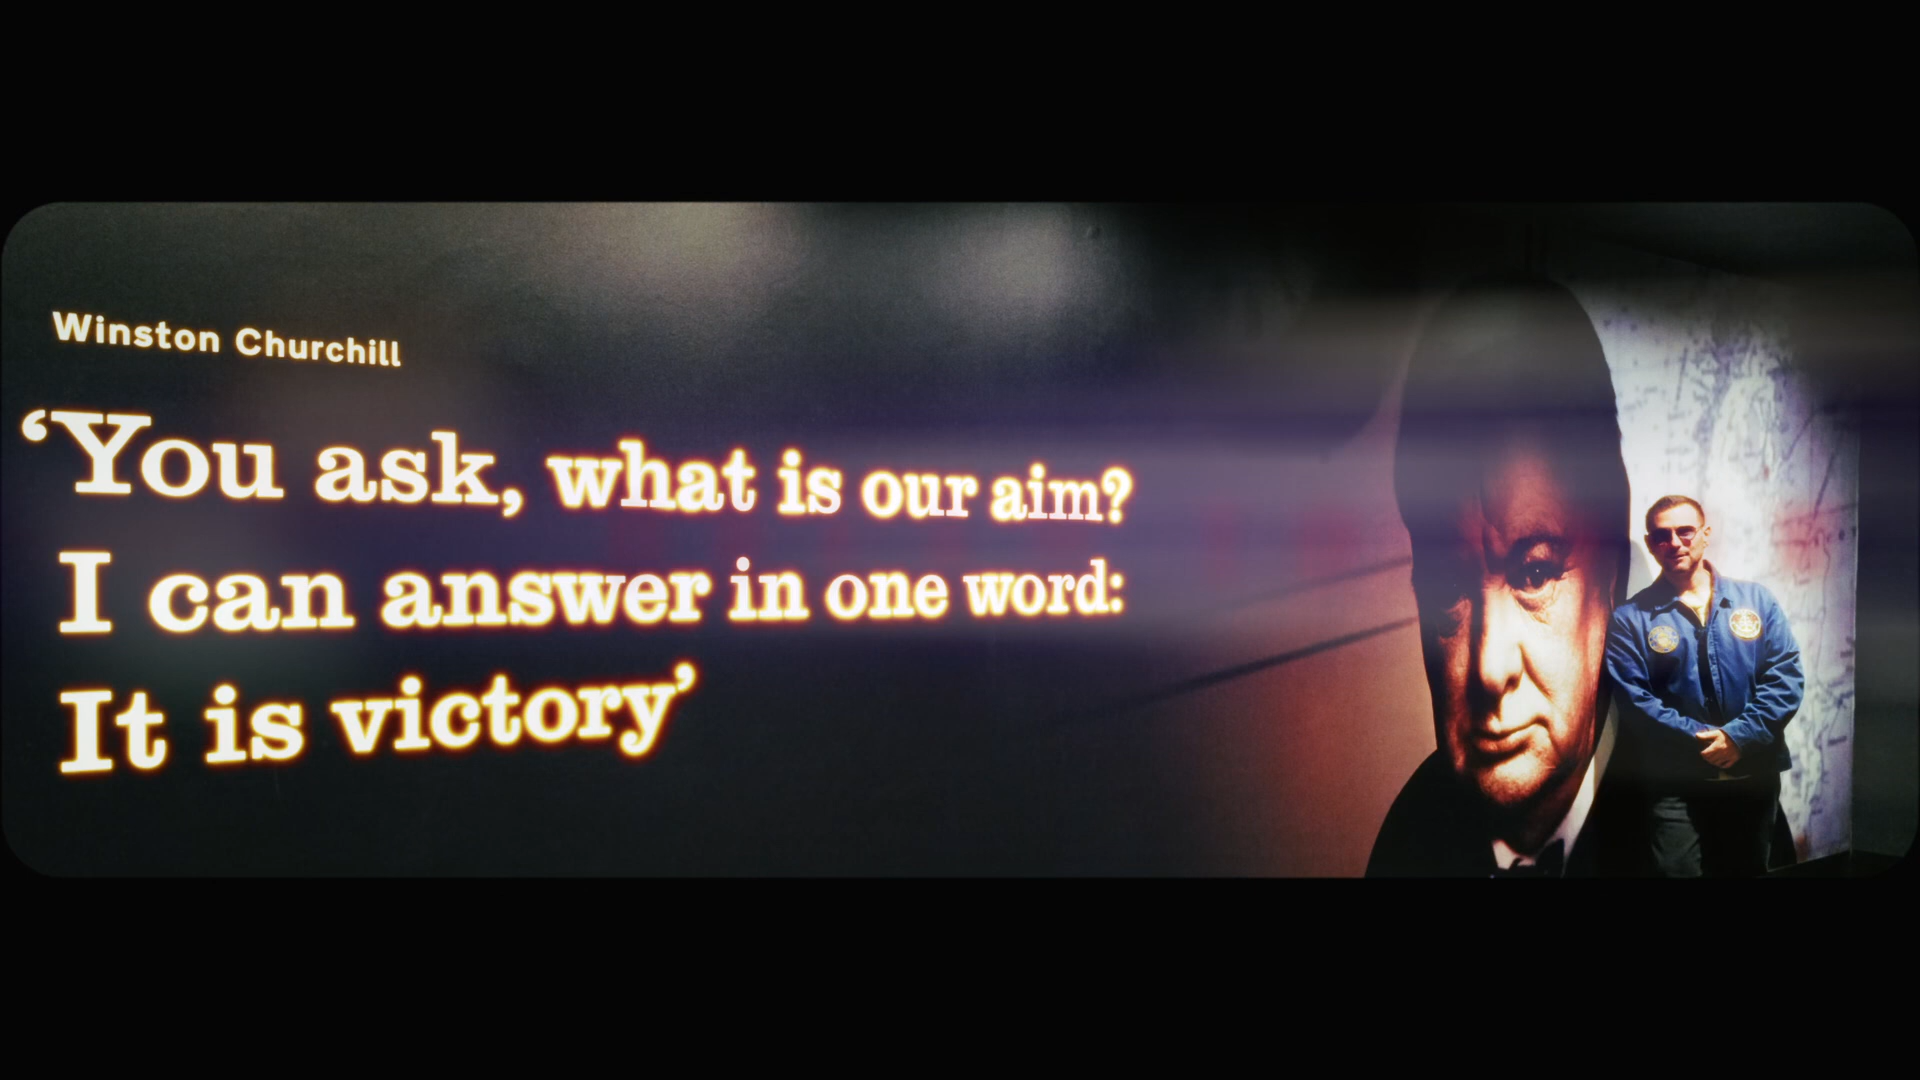 Winston Churchill
‘You ask, what is our aim?
I can answer in one word:
It is victory’